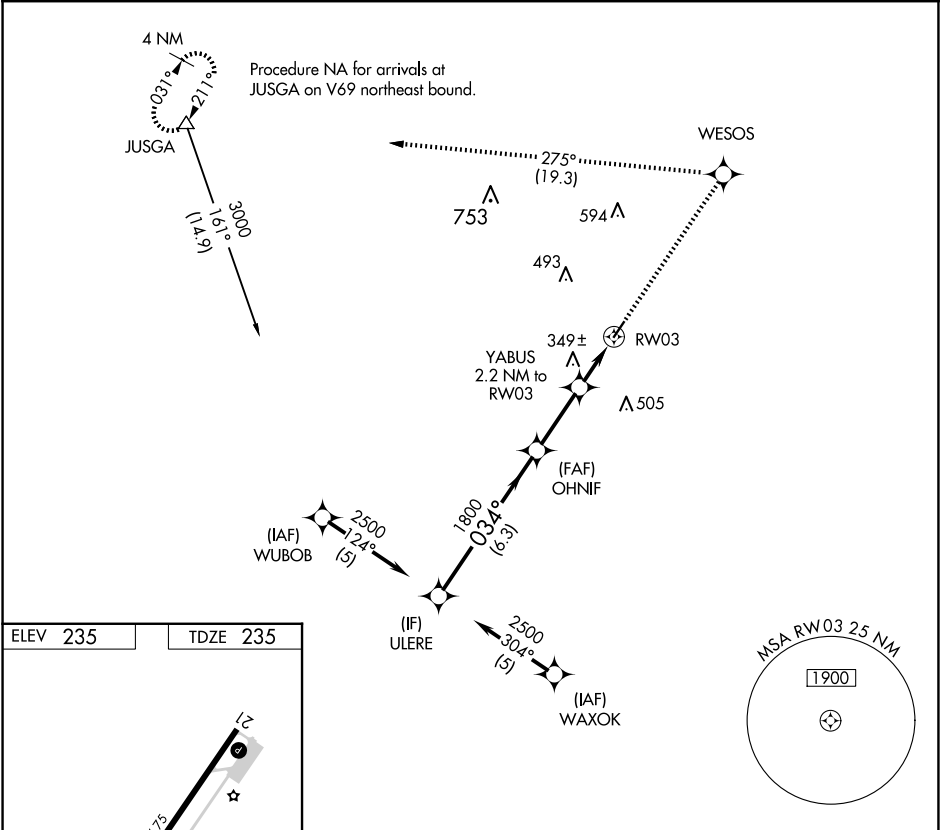 4 NM
Procedure NA for arrivals at
JUSGA on V69 northeast bound.
031°
211°
JUSGA
3000
161°
(14.9)
WESOS
275°
(19.3)
753
594
493
349±
RW03
YABUS
2.2 NM to
RW03
505
(FAF)
OHNIF
1800
034°
(6.3)
(IAF)
WUBOB
2500
124°
(5)
(IF)
ULERE
2500
304°
(5)
(IAF)
WAXOK
MSA RW03 25 NM
1900
ELEV 235
TDZE 235
21
P